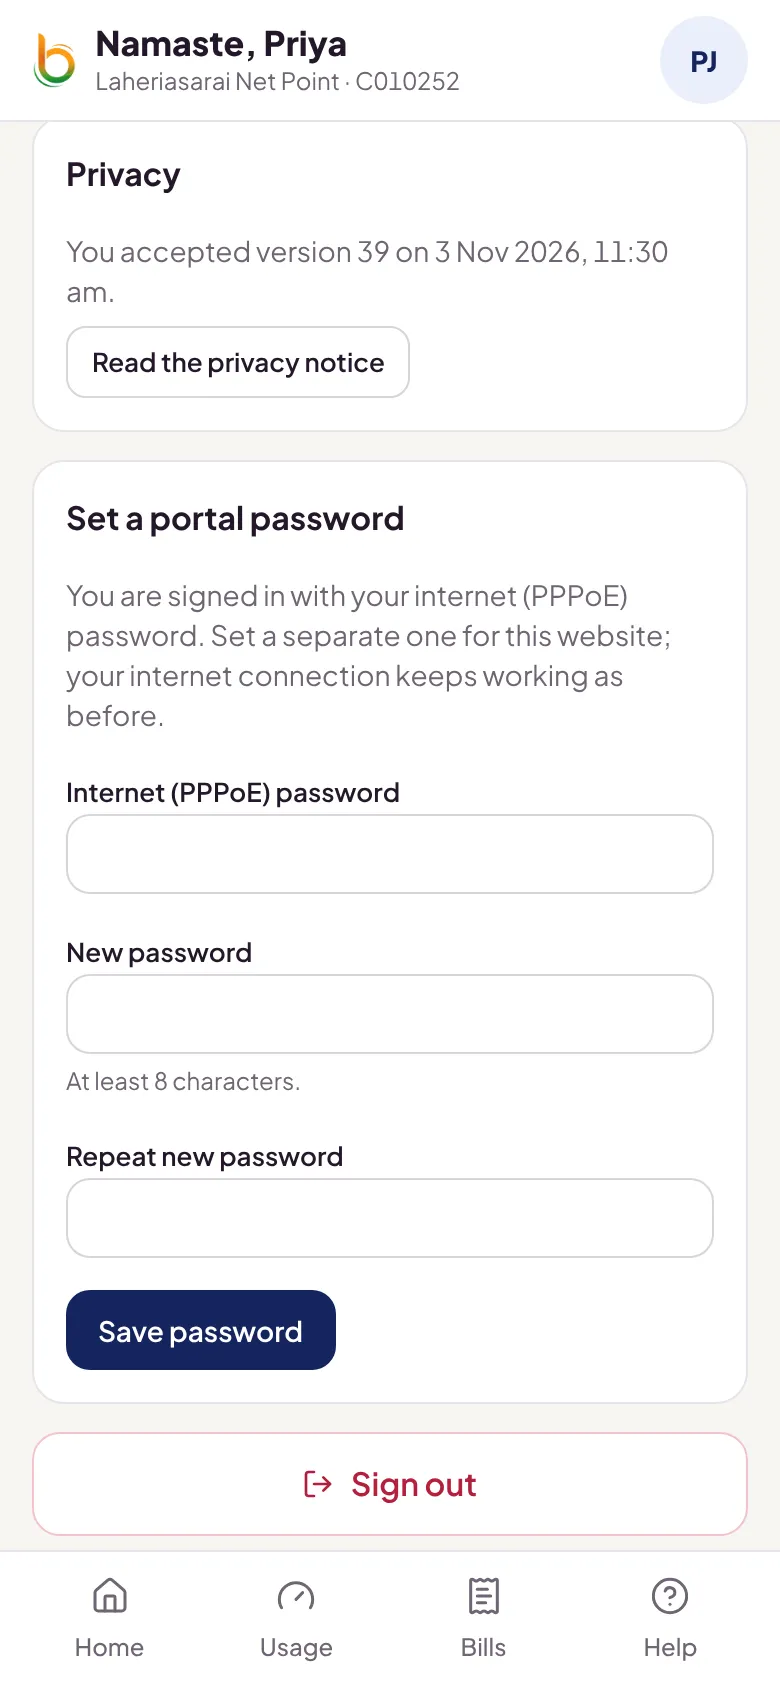 Namaste, Priya
Laheriasarai Net Point · C010252
PJ
Privacy
You accepted version 39 on 3 Nov 2026, 11:30
am.
Read the privacy notice
Set a portal password
You are signed in with your internet (PPPoE)
password. Set a separate one for this website;
your internet connection keeps working as
before.
Internet (PPPoE) password
New password
At least 8 characters.
Repeat new password
Save password
Sign out
Home
Usage
Bills
Help